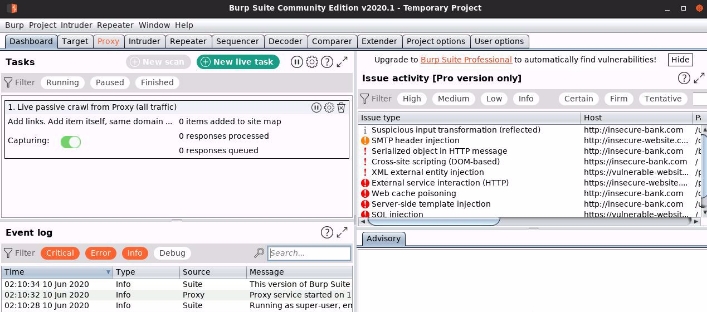 Burp Suite Community Edition v2020.1 - Temporary Project
Burp Project Intruder Repeater Window Help
Dashboard Target Proxy Intruder Repeater Sequencer Decoder Comparer Extender Project options User options
Tasks
New scan
New live task
Filter Running Paused Finished
1. Live passive crawl from Proxy (all traffic)
Add links. Add item itself, same domain ... 0 items added to site map
Capturing: 0 responses processed
0 responses queued
Event log
Filter Critical Error Info Debug Search...
Time Type Source Message
02:10:34 10 Jun 2020 Info Suite This version of Burp Suite
02:10:32 10 Jun 2020 Info Proxy Proxy service started on 1
02:10:28 10 Jun 2020 Info Suite Running as super-user, en
Upgrade to Burp Suite Professional to automatically find vulnerabilities! Hide
Issue activity [Pro version only]
Filter High Medium Low Info Certain Firm Tentative
Issue type Host
Suspicious input transformation (reflected) http://insecure-bank.com
SMTP header injection http://insecure-website.c...
Serialized object in HTTP message http://insecure-bank.com
Cross-site scripting (DOM-based) https://insecure-bank.com
XML external entity injection https://vulnerable-websit...
External service interaction (HTTP) https://insecure-website....
Web cache poisoning http://insecure-bank.com
Server-side template injection http://insecure-bank.com
SQL injection https://vulnerable-websit...
Advisory